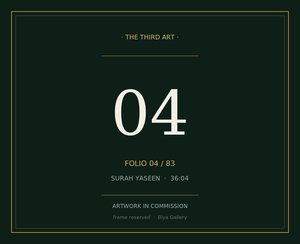 · THE THIRD ART ·
04
FOLIO 04 / 83
SURAH YASEEN · 36:04
ARTWORK IN COMMISSION
frame reserved · Biya Gallery